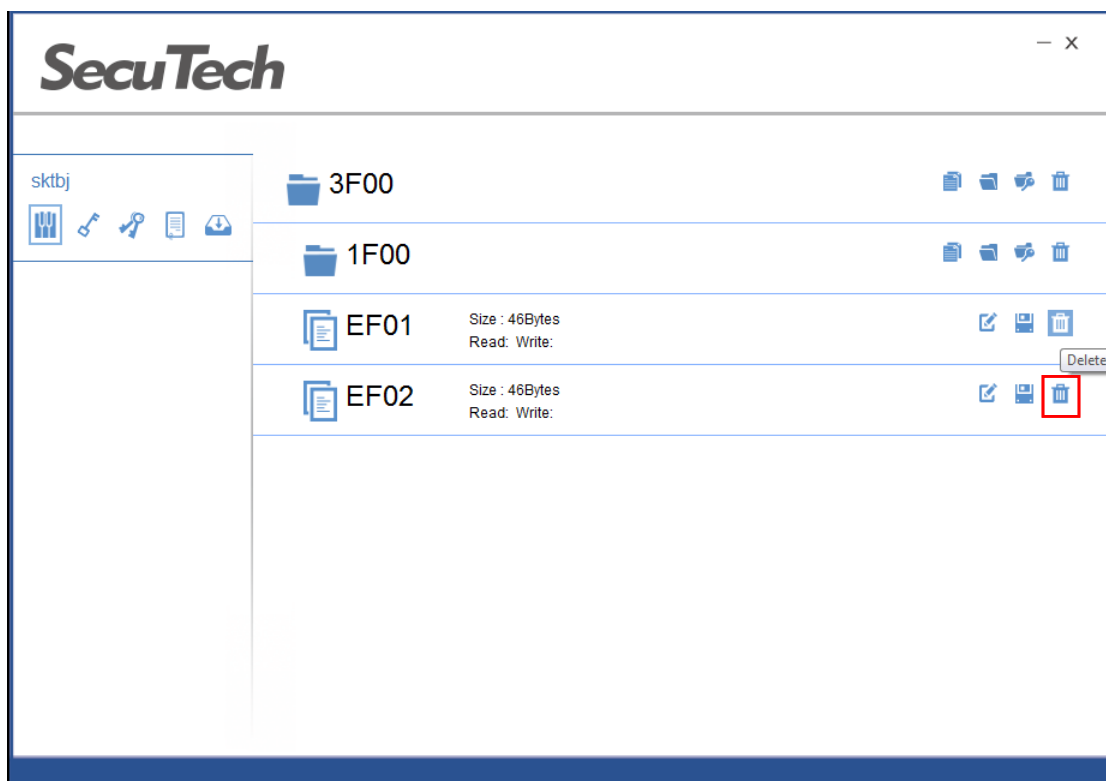 SecuTech
– x
sktbj
3F00
1F00
EF01
Size : 46Bytes
Read: Write:
Delete
EF02
Size : 46Bytes
Read: Write: